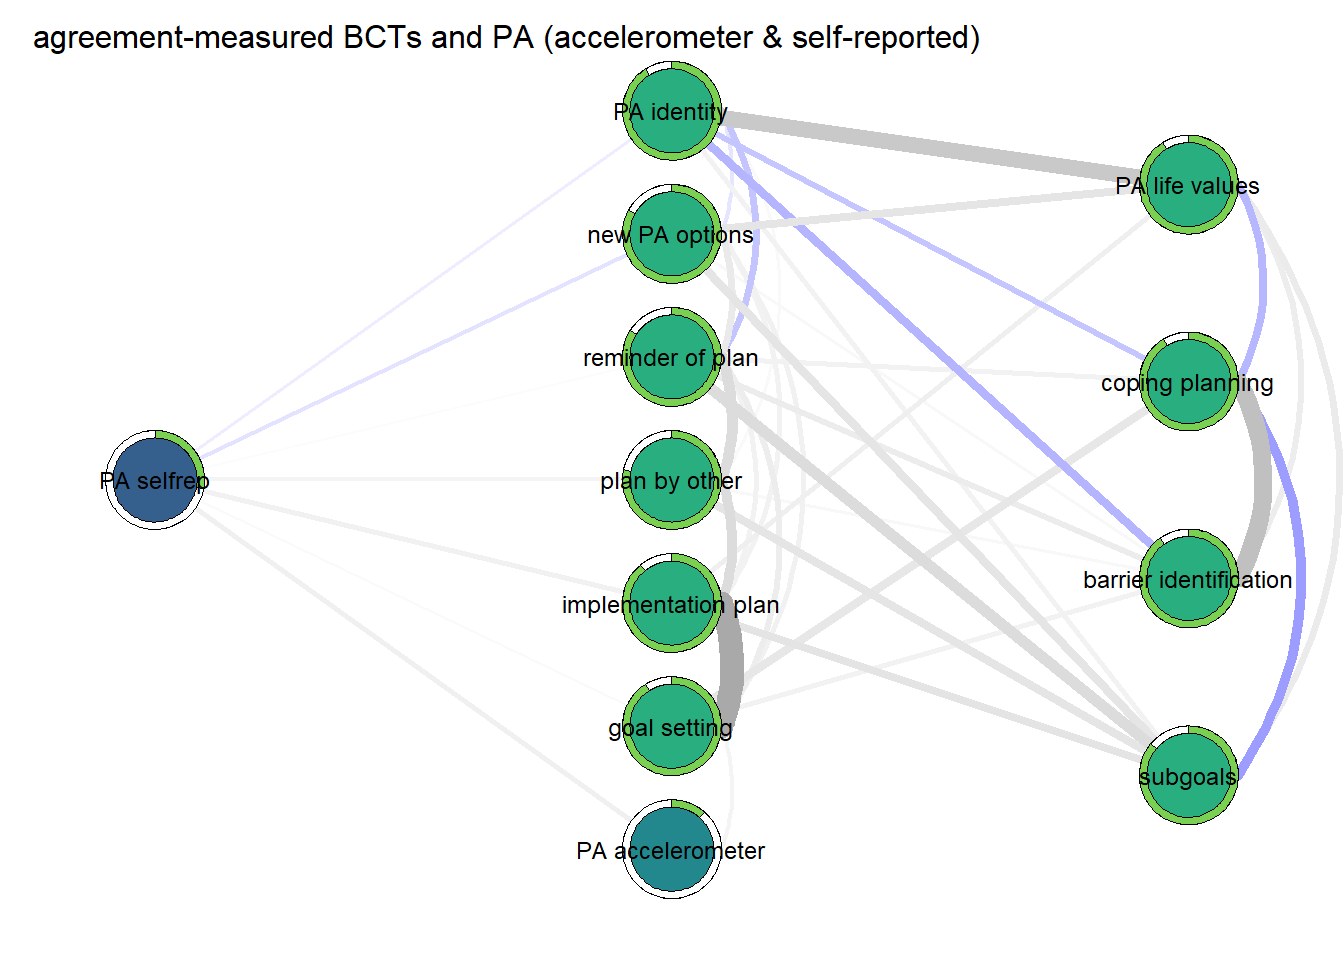 agreement-measured BCTs and PA (accelerometer & self-reported)
PA identity
PA life values
new PA options
reminder of plan
coping planning
PA selfrep
plan by other
barrier identification
implementation plan
goal setting
subgoals
PA accelerometer